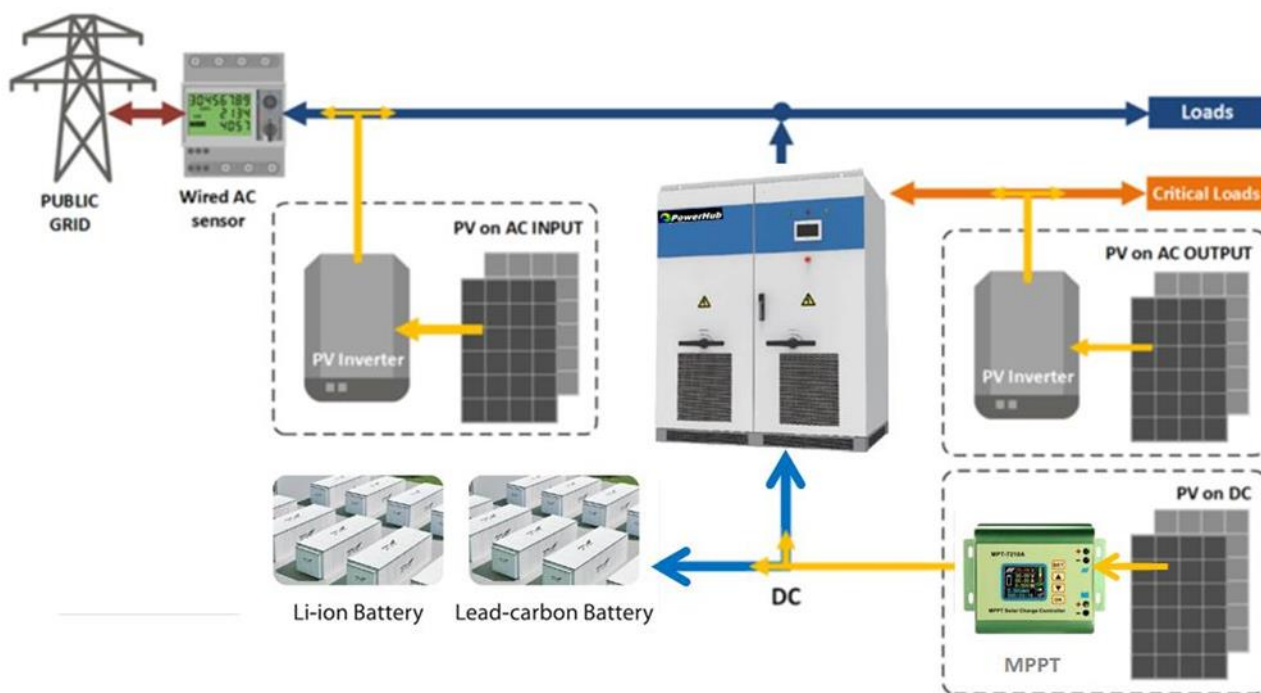 30456789
2134
4057
Loads
PUBLIC
GRID
Wired AC
sensor
PowerHub
Critical Loads
PV on AC INPUT
PV Inverter
PV on AC OUTPUT
PV Inverter
PV on DC
MPT-7210A
SET
OK
MPPT Solar Charge Controller
MPPT
DC
Li-ion Battery
Lead-carbon Battery